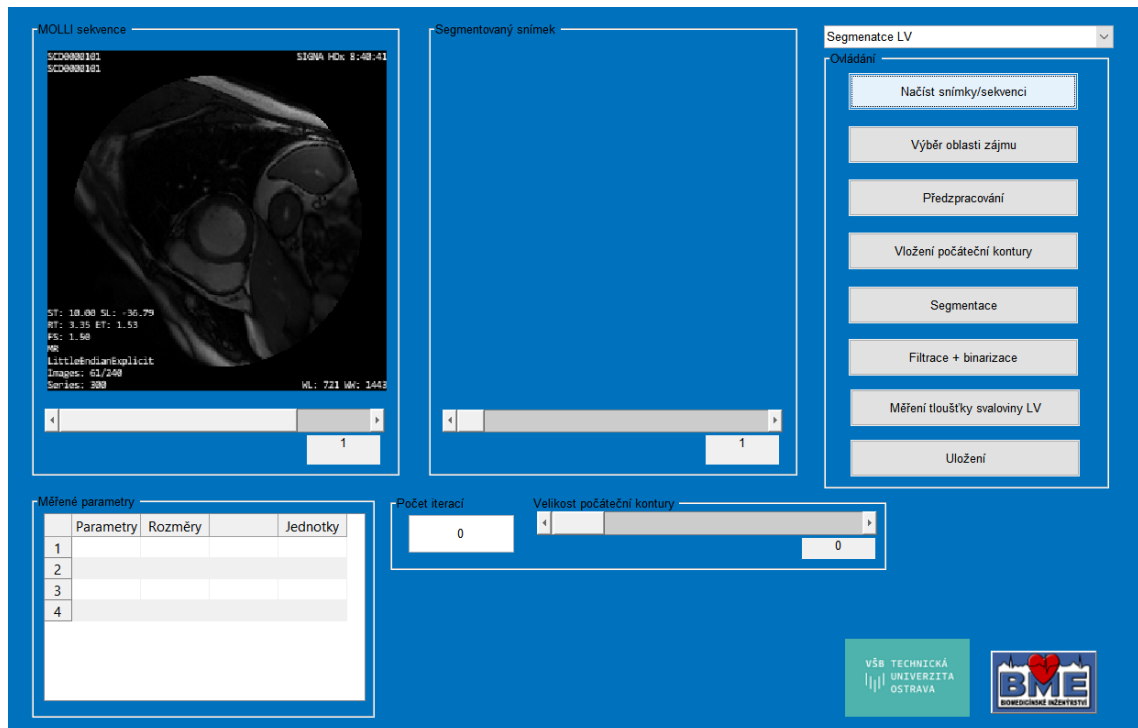 MOLLI sekvence
SCD0000101
SIGNA HDx 8:40:41
SCD0000101
ST: 10.00 SL: -36.79
RT: 3.35 ET: 1.53
FS: 1.50
MR
LittleEndianExplicit
Images: 61/240
Series: 300
WL: 721 WW: 1443
1
Segmentovaný snímek
1
Segmenatce LV
Ovládání
Načíst snímky/sekvenci
Výběr oblasti zájmu
Předzpracování
Vložení počáteční kontury
Segmentace
Filtrace + binarizace
Měření tloušťky svaloviny LV
Uložení
Měřené parametry
Parametry Rozměry Jednotky
1
2
3
4
Počet iterací
0
Velikost počáteční kontury
0
VŠB TECHNICKÁ
UNIVERZITA
OSTRAVA
BME
BIOMEDICÍNSKÉ INŽENÝRSTVÍ